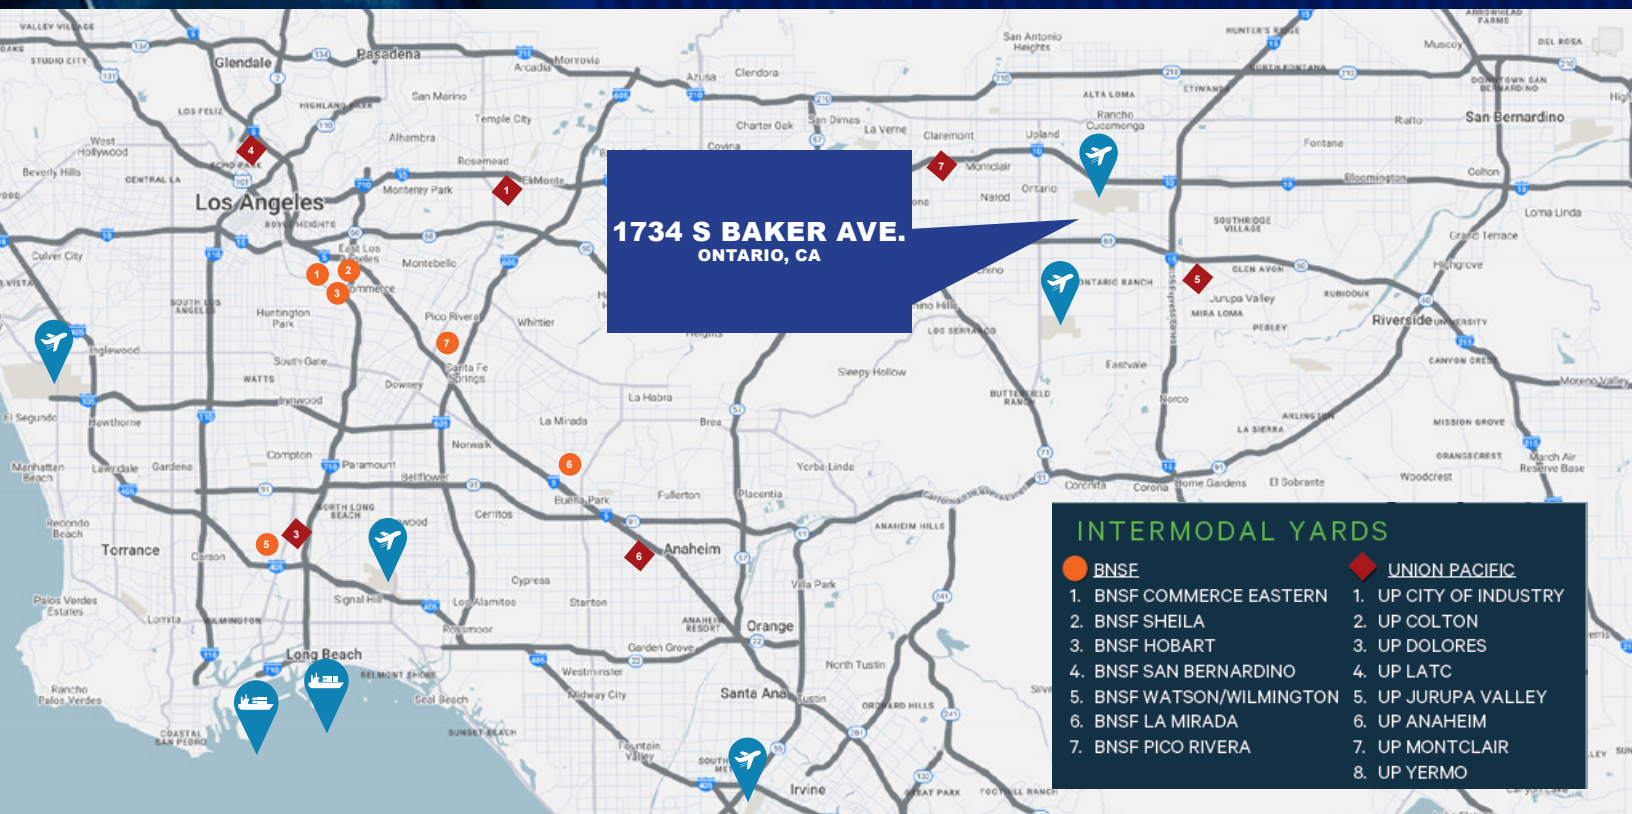 VALLEY VILLAGE
STUDIO CITY
Glendale
Pasadena
Arcadia
Monrovia
Azusa
Clendora
San Antonio
Heights
HUNTER'S RIDGE
ARROWHEAD
FARMS
Muscoy
DEL ROSA
NORTH FONTANA
DOWNTOWN SAN
BERNARDINO
LOS FELIZ
HIGHLAND PARK
San Marino
Temple City
ALTA LOMA
ETIWANDA
Rancho
Cucamonga
San Dimas
Charter Oak
La Verne
Claremont
Upland
Rialto
San Bernardino
West
Hollywood
Alhambra
Rosemead
Covina
Fontana
Beverly Hills
ECHO PARK
CENTRAL LA
Monterey Park
El Monte
Montclair
Ontario
Narod
Bloomington
Colton
Los Angeles
BOYLE HEIGHTS
Loma Linda
SOUTHRIDGE
VILLAGE
Grand Terrace
Culver City
East Los
Angeles
Montebello
1734 S BAKER AVE.
ONTARIO, CA
Highgrove
ONTARIO RANCH
GLEN AVON
Commerce
Jurupa Valley
RUBIDOUX
MIRA LOMA
PEDLEY
SOUTH LOS
ANGELES
Huntington
Park
Pico Rivera
Whittier
Heights
LOS SERRANOS
Riverside
UNIVERSITY
Inglewood
South Gate
WATTS
Downey
Santa Fe
Springs
Sleepy Hollow
Eastvale
CANYON CREST
Moreno Valley
El Segundo
Hawthorne
Lynwood
La Habra
BUTTERFIELD
RANCH
Norco
ARLINGTON
La Mirada
Brea
LA SIERRA
MISSION GROVE
Norwalk
Manhattan
Beach
Lawndale
Gardena
Compton
Paramount
Bellflower
Yorba Linda
ORANGECREST
March Air
Reserve Base
Woodcrest
Coronita
Corona
Home Gardens
El Sobrante
Buena Park
Fullerton
Placentia
NORTH LONG
BEACH
Cerritos
ANAHEIM HILLS
Redondo
Beach
Torrance
Carson
Anaheim
Cypress
Stanton
Villa Park
Palos Verdes
Estates
Lomita
WILMINGTON
Signal Hill
Los Alamitos
Rossmoor
ANAHEIM
RESORT
Orange
Garden Grove
Long Beach
BELMONT SHORE
Westminster
North Tustin
Rancho
Palos Verdes
Seal Beach
Midway City
Santa Ana
Tustin
ORCHARD HILLS
COASTAL
SAN PEDRO
SUNSET BEACH
Fountain
Valley
Irvine
GREAT PARK
FOOTHILL RANCH
INTERMODAL YARDS
BNSF
1. BNSF COMMERCE EASTERN
2. BNSF SHEILA
3. BNSF HOBART
4. BNSF SAN BERNARDINO
5. BNSF WATSON/WILMINGTON
6. BNSF LA MIRADA
7. BNSF PICO RIVERA
UNION PACIFIC
1. UP CITY OF INDUSTRY
2. UP COLTON
3. UP DOLORES
4. UP LATC
5. UP JURUPA VALLEY
6. UP ANAHEIM
7. UP MONTCLAIR
8. UP YERMO